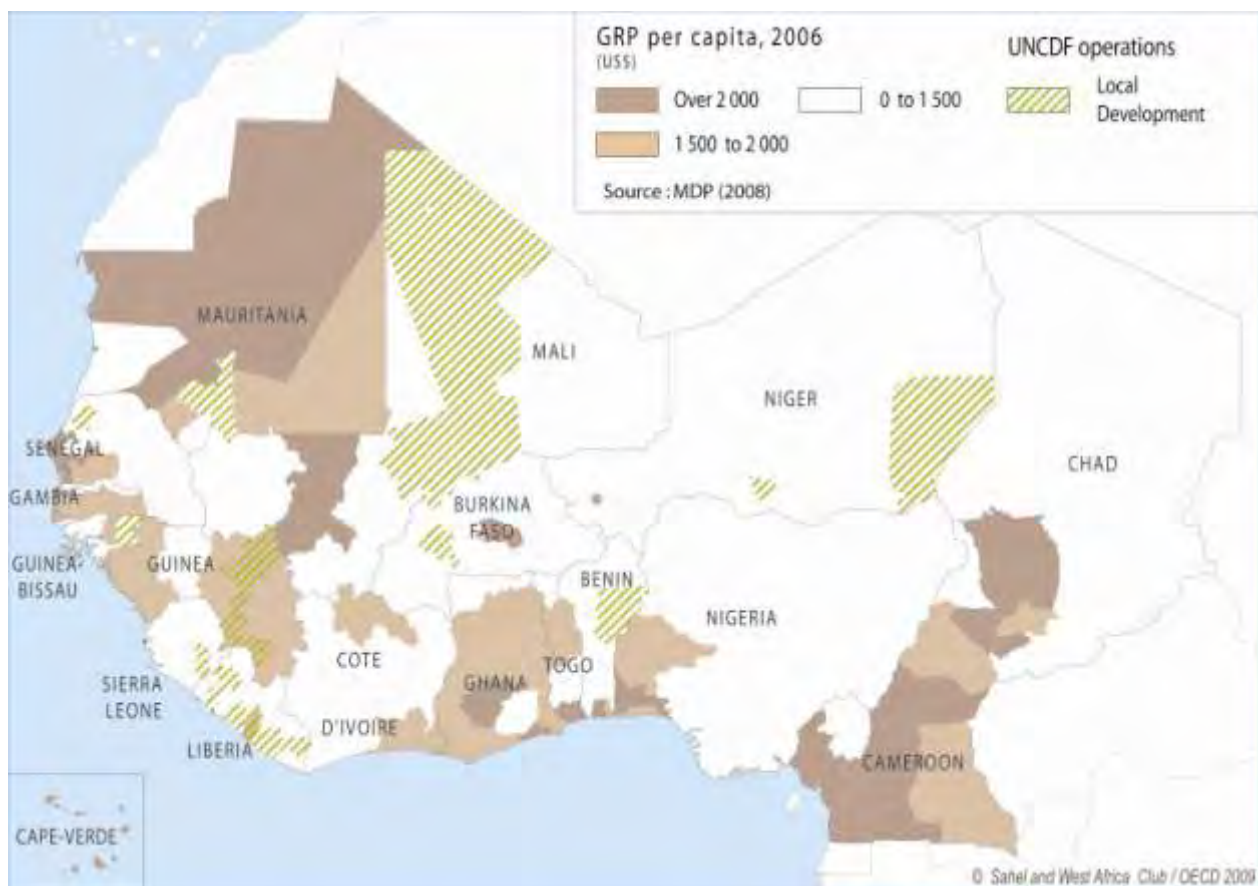 GRP per capita, 2006
(US$)
Over 2 000
0 to 1 500
1 500 to 2 000
Source : MDP (2008)
UNCDF operations
Local
Development
MAURITANIA
MALI
NIGER
CHAD
SENEGAL
GAMBIA
BURKINA
FASO
GUINEA-
BISSAU
GUINEA
BENIN
NIGERIA
COTE
D'IVOIRE
GHANA
TOGO
SIERRA
LEONE
LIBERIA
CAMEROON
CAPE-VERDE
© Sahel and West Africa Club / OECD 2009